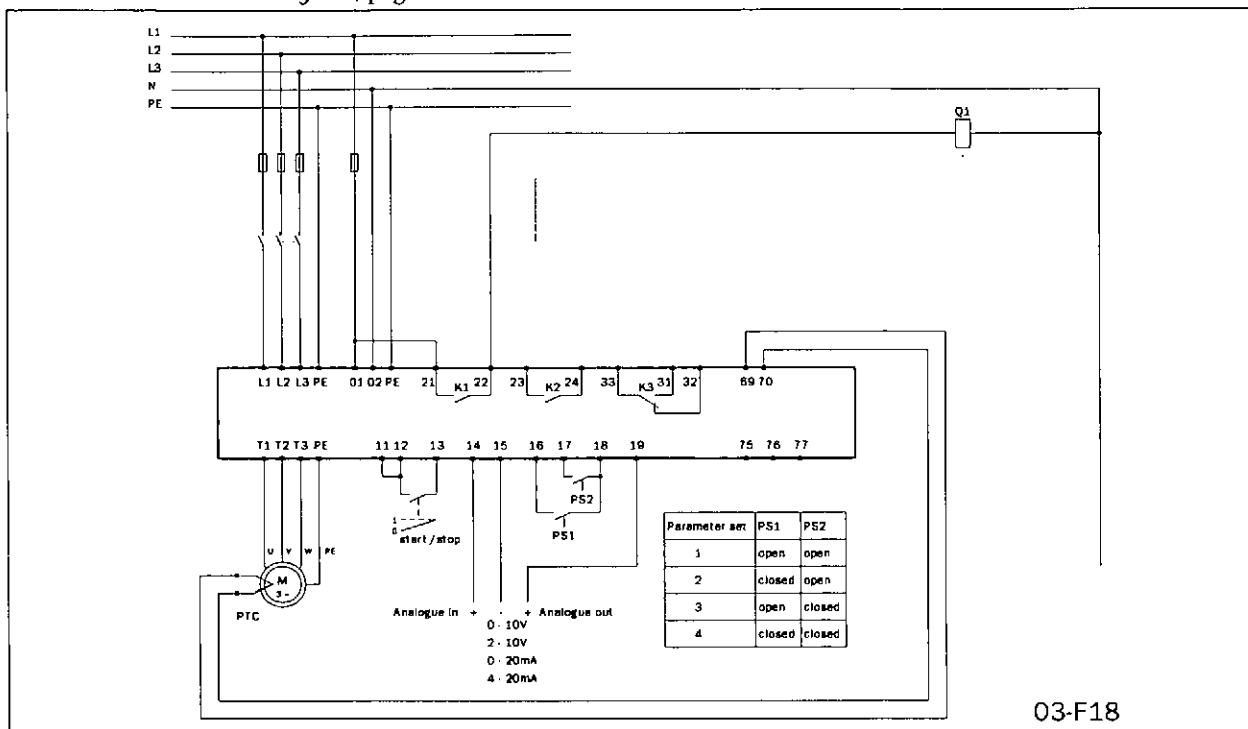 L1
L2
L3
N
PE
Q1
L1 L2 L3 PE 01 02 PE 21 K1 22 23 K2 24 33 K3 31 32 69 70
T1 T2 T3 PE 11 12 13 14 15 16 17 18 19 75 76 77
PS2
1
0
start/stop
PS1
U V W PE
M
3~
PTC
Analogue in + - + Analogue out
0 - 10V
2 - 10V
0 - 20mA
4 - 20mA
Parameter set PS1 PS2
1 open open
2 closed open
3 open closed
4 closed closed
03-F18